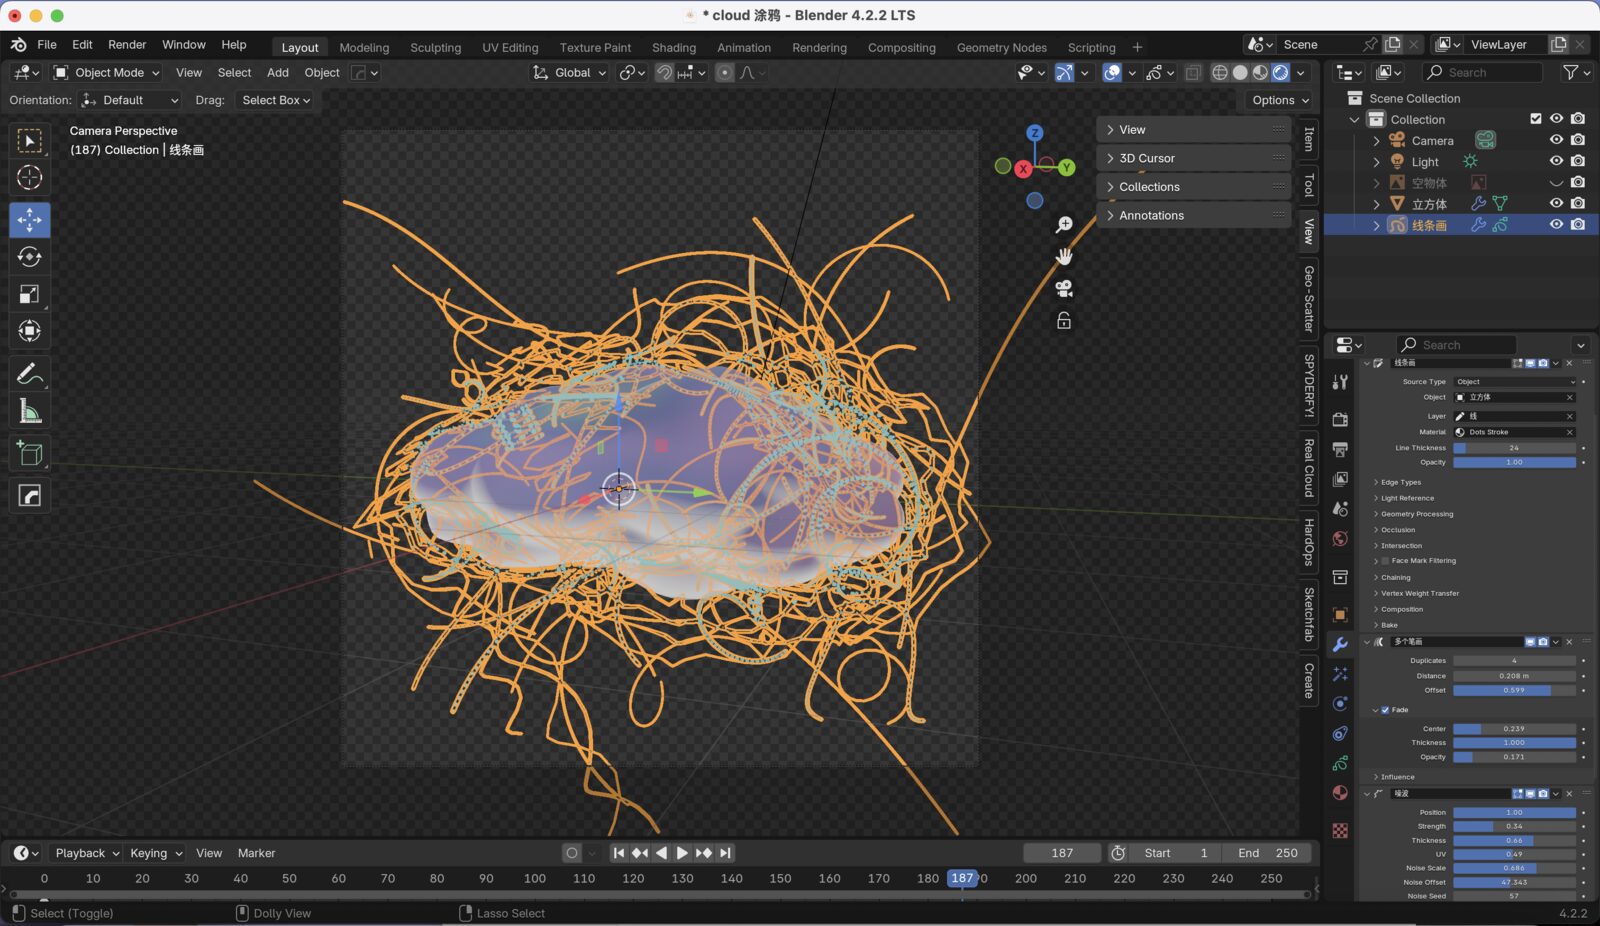 * cloud 涂鸦 - Blender 4.2.2 LTS
File Edit Render Window Help
Layout Modeling Sculpting UV Editing Texture Paint Shading Animation Rendering Compositing Geometry Nodes Scripting +
Scene
ViewLayer
Object Mode View Select Add Object
Global
Search
Orientation: Default Drag: Select Box
Options
Camera Perspective
(187) Collection | 线条画
Z
X
Y
View
3D Cursor
Collections
Annotations
Item
Tool
View
Geo-Scatter
SPYDERFY!
Real Cloud
HardOps
Sketchfab
Create
Scene Collection
Collection
Camera
Light
空物体
立方体
线条画
Search
线条画
Source Type Object
Object 立方体
Layer 线
Material Dots Stroke
Line Thickness 24
Opacity 1.00
Edge Types
Light Reference
Geometry Processing
Occlusion
Intersection
Face Mark Filtering
Chaining
Vertex Weight Transfer
Composition
Bake
多个笔画
Duplicates 4
Distance 0.208 m
Offset 0.599
Fade
Center 0.239
Thickness 1.000
Opacity 0.171
Influence
噪波
Position 1.00
Strength 0.34
Thickness 0.66
UV 0.49
Noise Scale 0.686
Noise Offset 47.343
Noise Seed 57
Playback Keying View Marker
187
Start 1
End 250
0 10 20 30 40 50 60 70 80 90 100 110 120 130 140 150 160 170 180 187 200 210 220 230 240 250
Select (Toggle)
Dolly View
Lasso Select
4.2.2